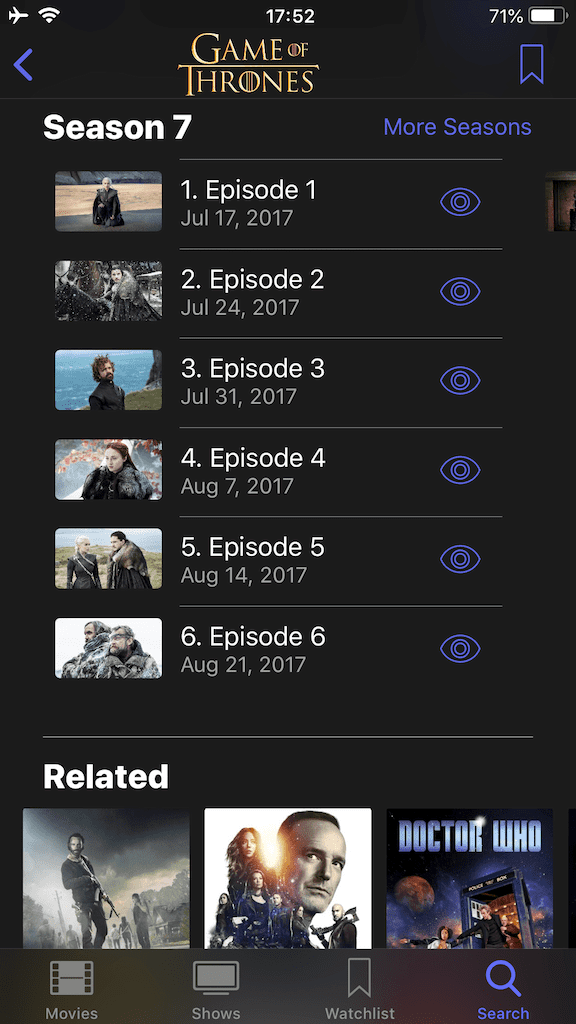 17:52
71%
GAME OF
THRONES
Season 7
More Seasons
1. Episode 1
Jul 17, 2017
2. Episode 2
Jul 24, 2017
3. Episode 3
Jul 31, 2017
4. Episode 4
Aug 7, 2017
5. Episode 5
Aug 14, 2017
6. Episode 6
Aug 21, 2017
Related
DOCTOR WHO
POLICE BOX
Movies
Shows
Watchlist
Search